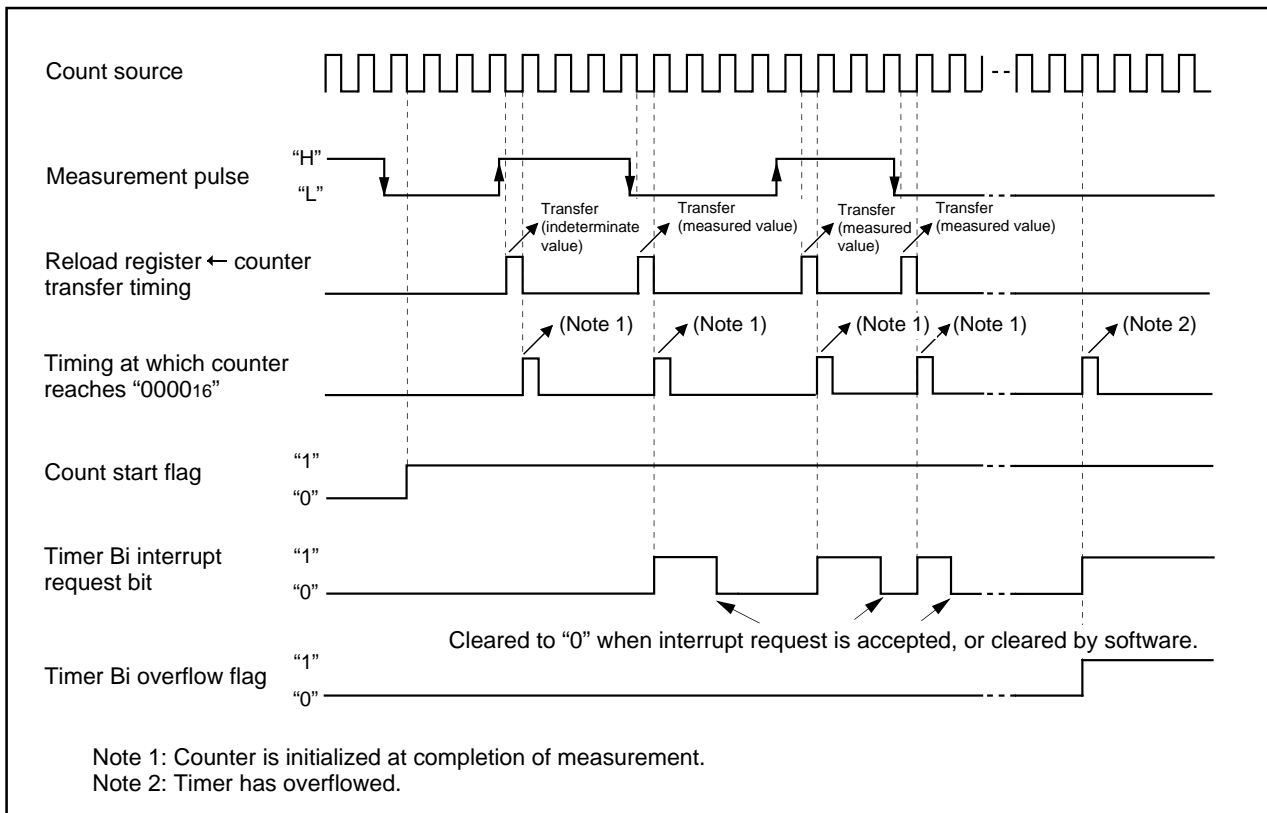 Count source
Measurement pulse
“H”
“L”
Transfer
(indeterminate
value)
Transfer
(measured value)
Transfer
(measured
value)
Transfer
(measured value)
Reload register ← counter
transfer timing
(Note 1)
(Note 1)
(Note 1)
(Note 1)
(Note 2)
Timing at which counter
reaches “000016”
Count start flag
“1”
“0”
Timer Bi interrupt
request bit
“1”
“0”
Cleared to “0” when interrupt request is accepted, or cleared by software.
Timer Bi overflow flag
“1”
“0”
Note 1: Counter is initialized at completion of measurement.
Note 2: Timer has overflowed.